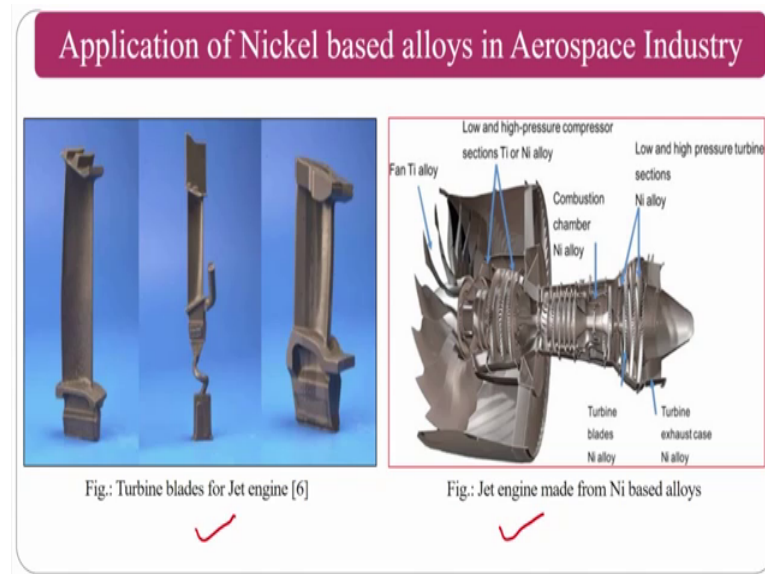 Application of Nickel based alloys in Aerospace Industry
Low and high-pressure compressor
sections Ti or Ni alloy
Fan Ti alloy
Combustion
chamber
Ni alloy
Low and high pressure turbine
sections
Ni alloy
Turbine
blades
Ni alloy
Turbine
exhaust case
Ni alloy
Fig.: Turbine blades for Jet engine [6]
Fig.: Jet engine made from Ni based alloys